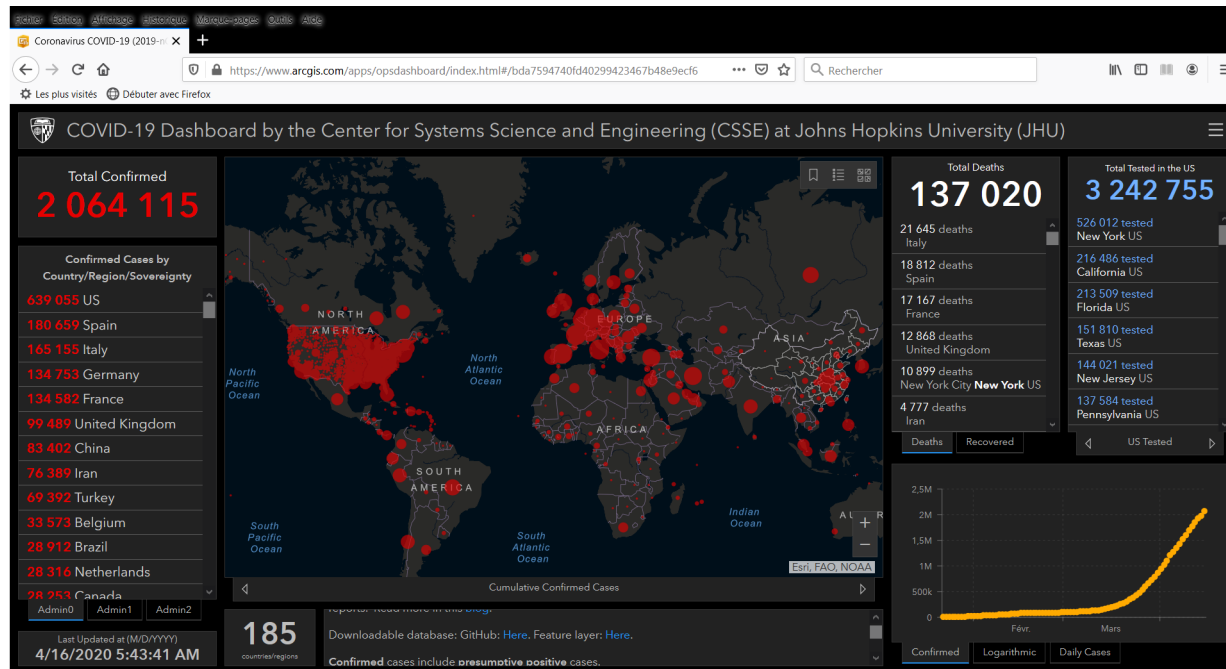 Fichier Édition Affichage Historique Marque-pages Outils Aide
Coronavirus COVID-19 (2019-n
https://www.arcgis.com/apps/opsdashboard/index.html#/bda7594740fd40299423467b48e9ecf6
Rechercher
Les plus visités Débuter avec Firefox
COVID-19 Dashboard by the Center for Systems Science and Engineering (CSSE) at Johns Hopkins University (JHU)
Total Confirmed
2 064 115
Confirmed Cases by
Country/Region/Sovereignty
639 055 US
180 659 Spain
165 155 Italy
134 753 Germany
134 582 France
99 489 United Kingdom
83 402 China
76 389 Iran
69 392 Turkey
33 573 Belgium
28 912 Brazil
28 316 Netherlands
28 253 Canada
Admin0 Admin1 Admin2
Last Updated at (M/D/YYYY)
4/16/2020 5:43:41 AM
NORTH
AMERICA
EUROPE
ASIA
North
Pacific
Ocean
North
Atlantic
Ocean
AFRICA
SOUTH
AMERICA
South
Pacific
Ocean
South
Atlantic
Ocean
Indian
Ocean
Esri, FAO, NOAA
Cumulative Confirmed Cases
185
countries/regions
reports. Read more in this blog.
Downloadable database: GitHub: Here. Feature layer: Here.
Confirmed cases include presumptive positive cases.
Total Deaths
137 020
21 645 deaths
Italy
18 812 deaths
Spain
17 167 deaths
France
12 868 deaths
United Kingdom
10 899 deaths
New York City New York US
4 777 deaths
Iran
Deaths Recovered
Total Tested in the US
3 242 755
526 012 tested
New York US
216 486 tested
California US
213 509 tested
Florida US
151 810 tested
Texas US
144 021 tested
New Jersey US
137 584 tested
Pennsylvania US
US Tested
2,5M
2M
1,5M
1M
500k
0
Févr. Mars
Confirmed Logarithmic Daily Cases